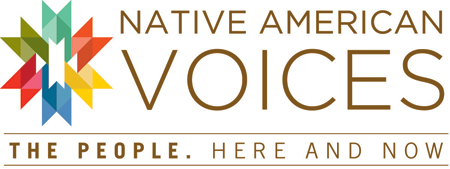 NATIVE AMERICAN
VOICES
THE PEOPLE. HERE AND NOW